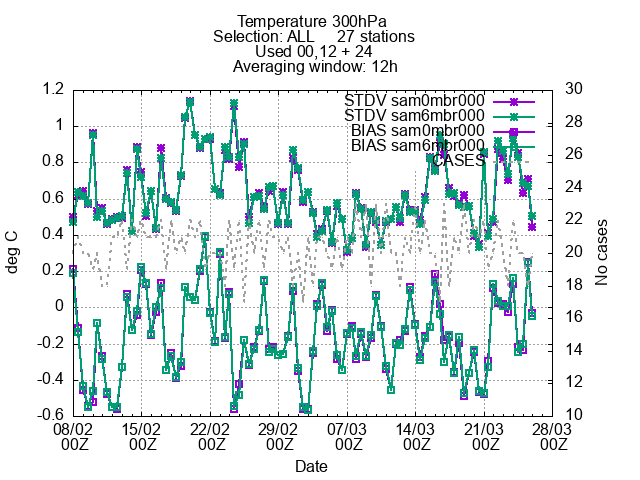 Temperature 300hPa
Selection: ALL 27 stations
Used 00,12 + 24
Averaging window: 12h
1.2 30
STDV sam0mbr000
1 28
STDV sam6mbr000
BIAS sam0mbr000
0.8 26
BIAS sam6mbr000
CASES
0.6 24
0.4 22
deg C
No cases
0.2 20
0 18
-0.2 16
14
-0.4 12
-0.6 10
08/02 15/02 22/02 29/02 07/03 14/03 21/03 28/03
00Z 00Z 00Z 00Z 00Z 00Z 00Z 00Z
Date